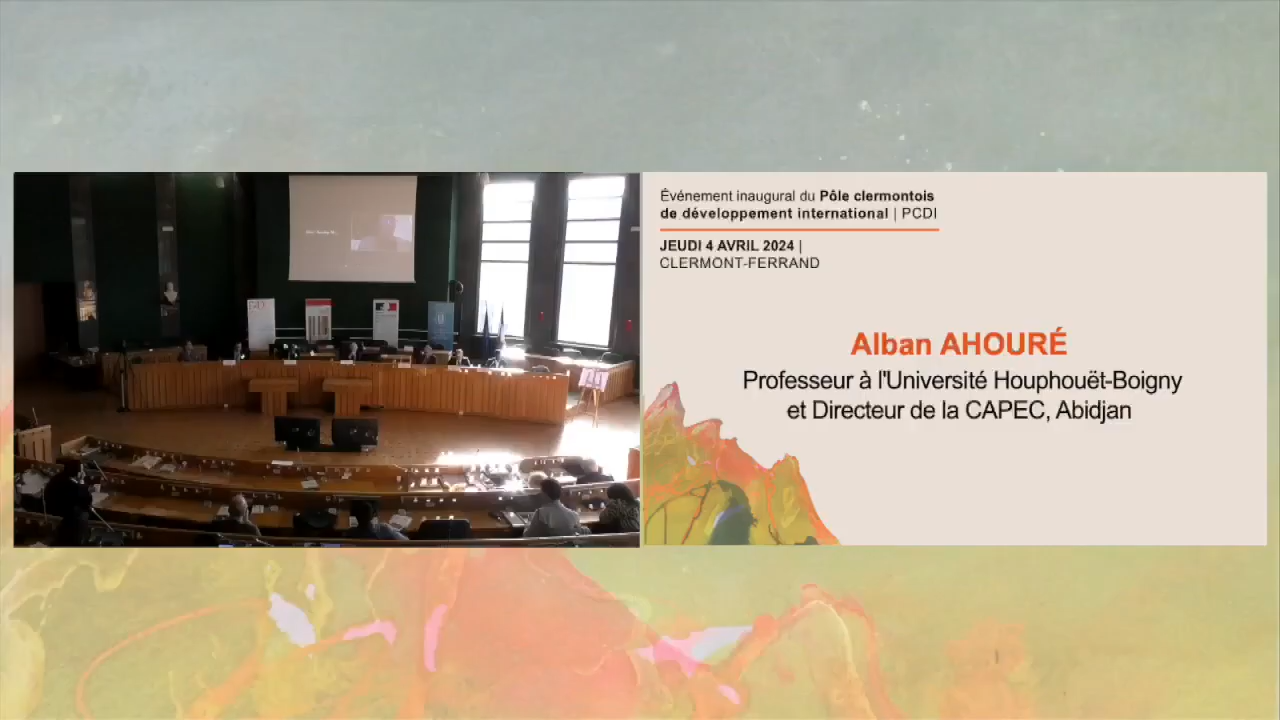 Événement inaugural du Pôle clermontois
de développement international | PCDI
JEUDI 4 AVRIL 2024 |
CLERMONT-FERRAND
Alban AHOURÉ
Professeur à l'Université Houphouët-Boigny
et Directeur de la CAPEC, Abidjan